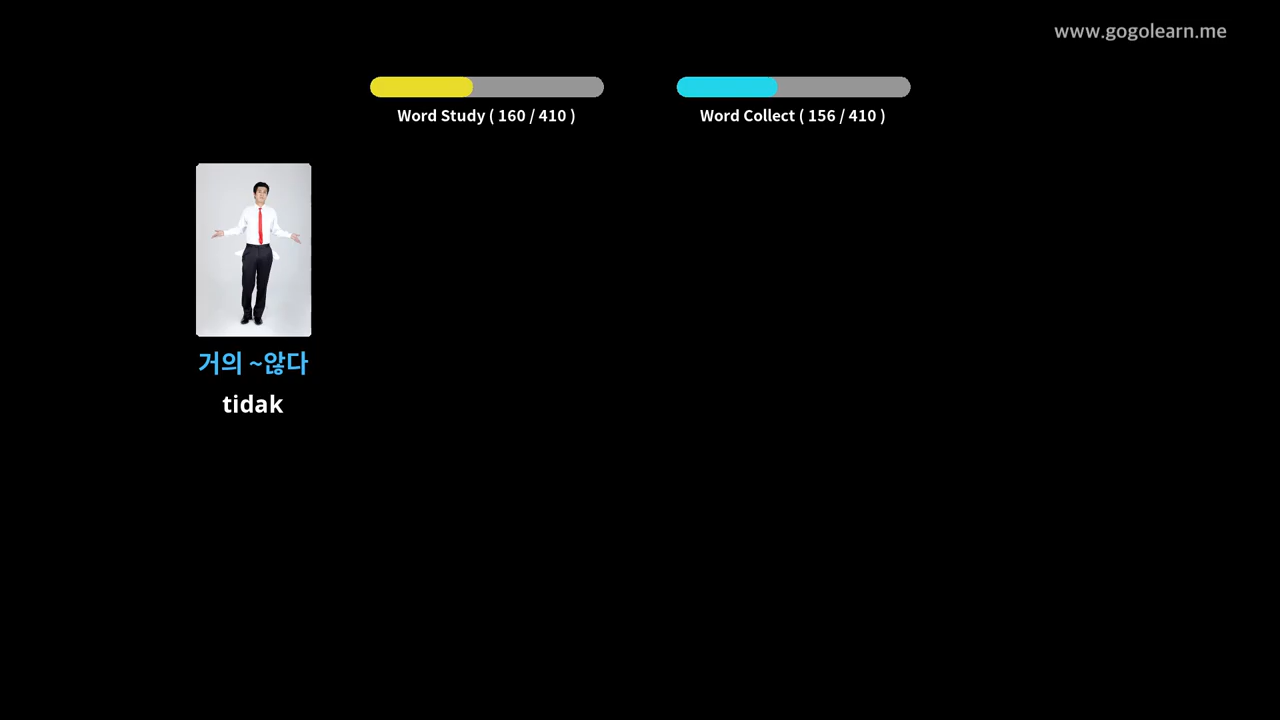 www.gogolearn.me
Word Study ( 160 / 410 )
Word Collect ( 156 / 410 )
거의 ~않다
tidak